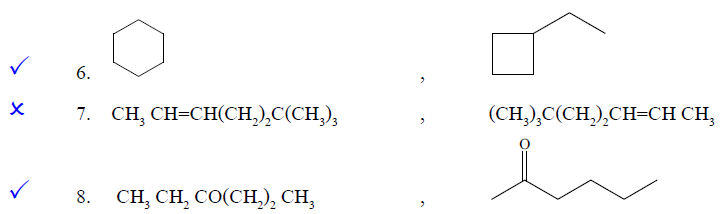 ✓ 6. ,
✗ 7. CH₃ CH=CH(CH₂)₂C(CH₃)₃ , (CH₃)₃C(CH₂)₂CH=CH CH₃
O
✓ 8. CH₃ CH₂ CO(CH₂)₂ CH₃ ,